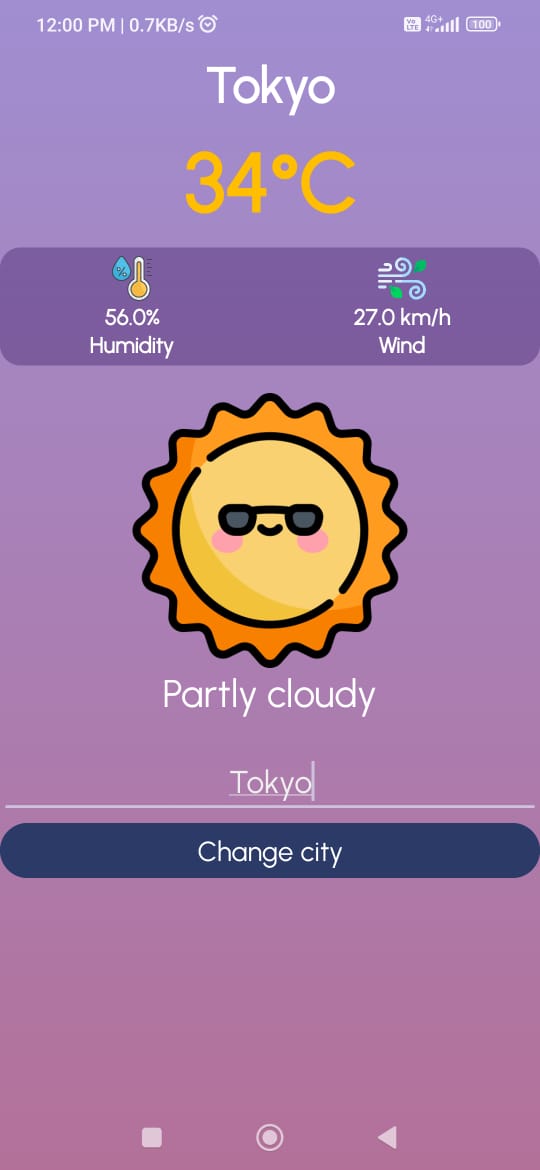 12:00 PM | 0.7KB/s
Vo LTE 4G+ 100
Tokyo
34°C
%
56.0%
Humidity
27.0 km/h
Wind
Partly cloudy
Tokyo
Change city